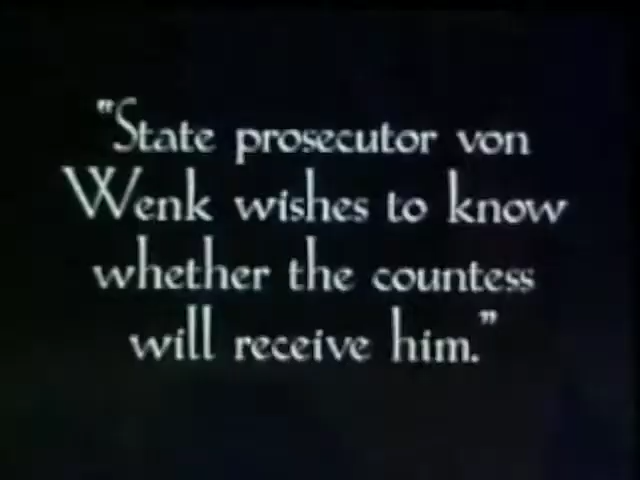 "State prosecutor von
Wenk wishes to know
whether the countess
will receive him."